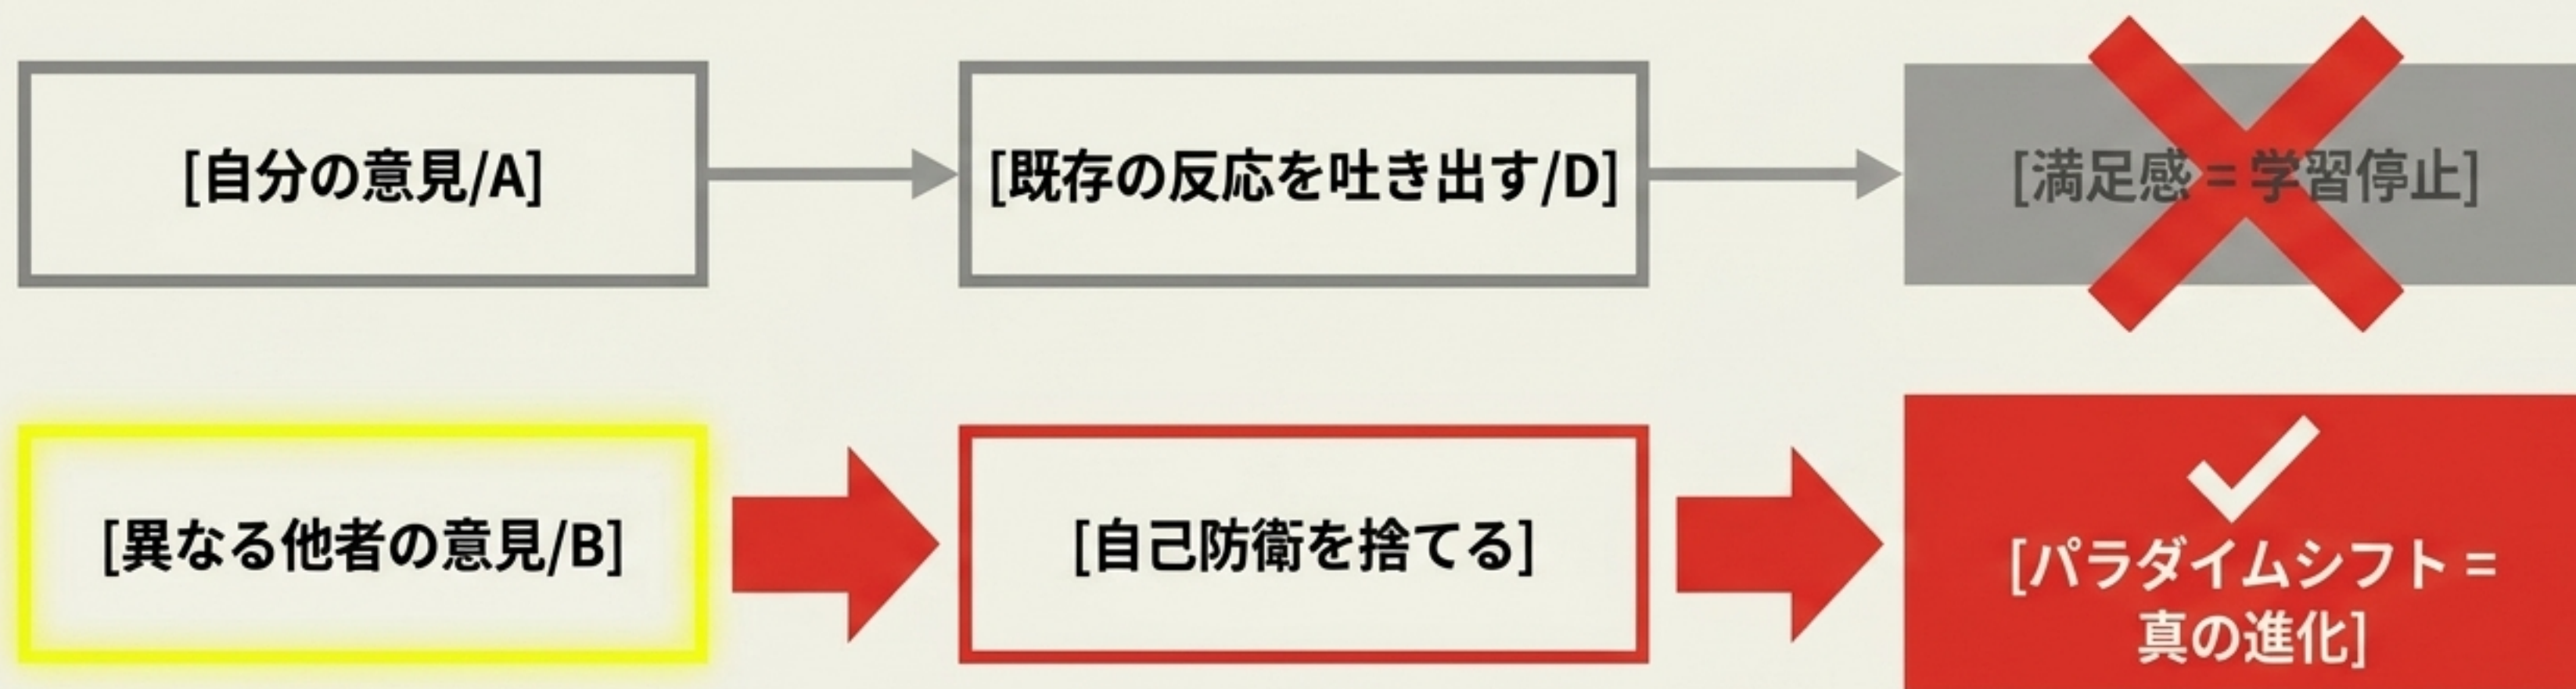 [自分の意見/A]
[既存の反応を吐き出す/D]
[満足感 = 学習停止]
[異なる他者の意見/B]
[自己防衛を捨てる]
[パラダイムシフト =
真の進化]